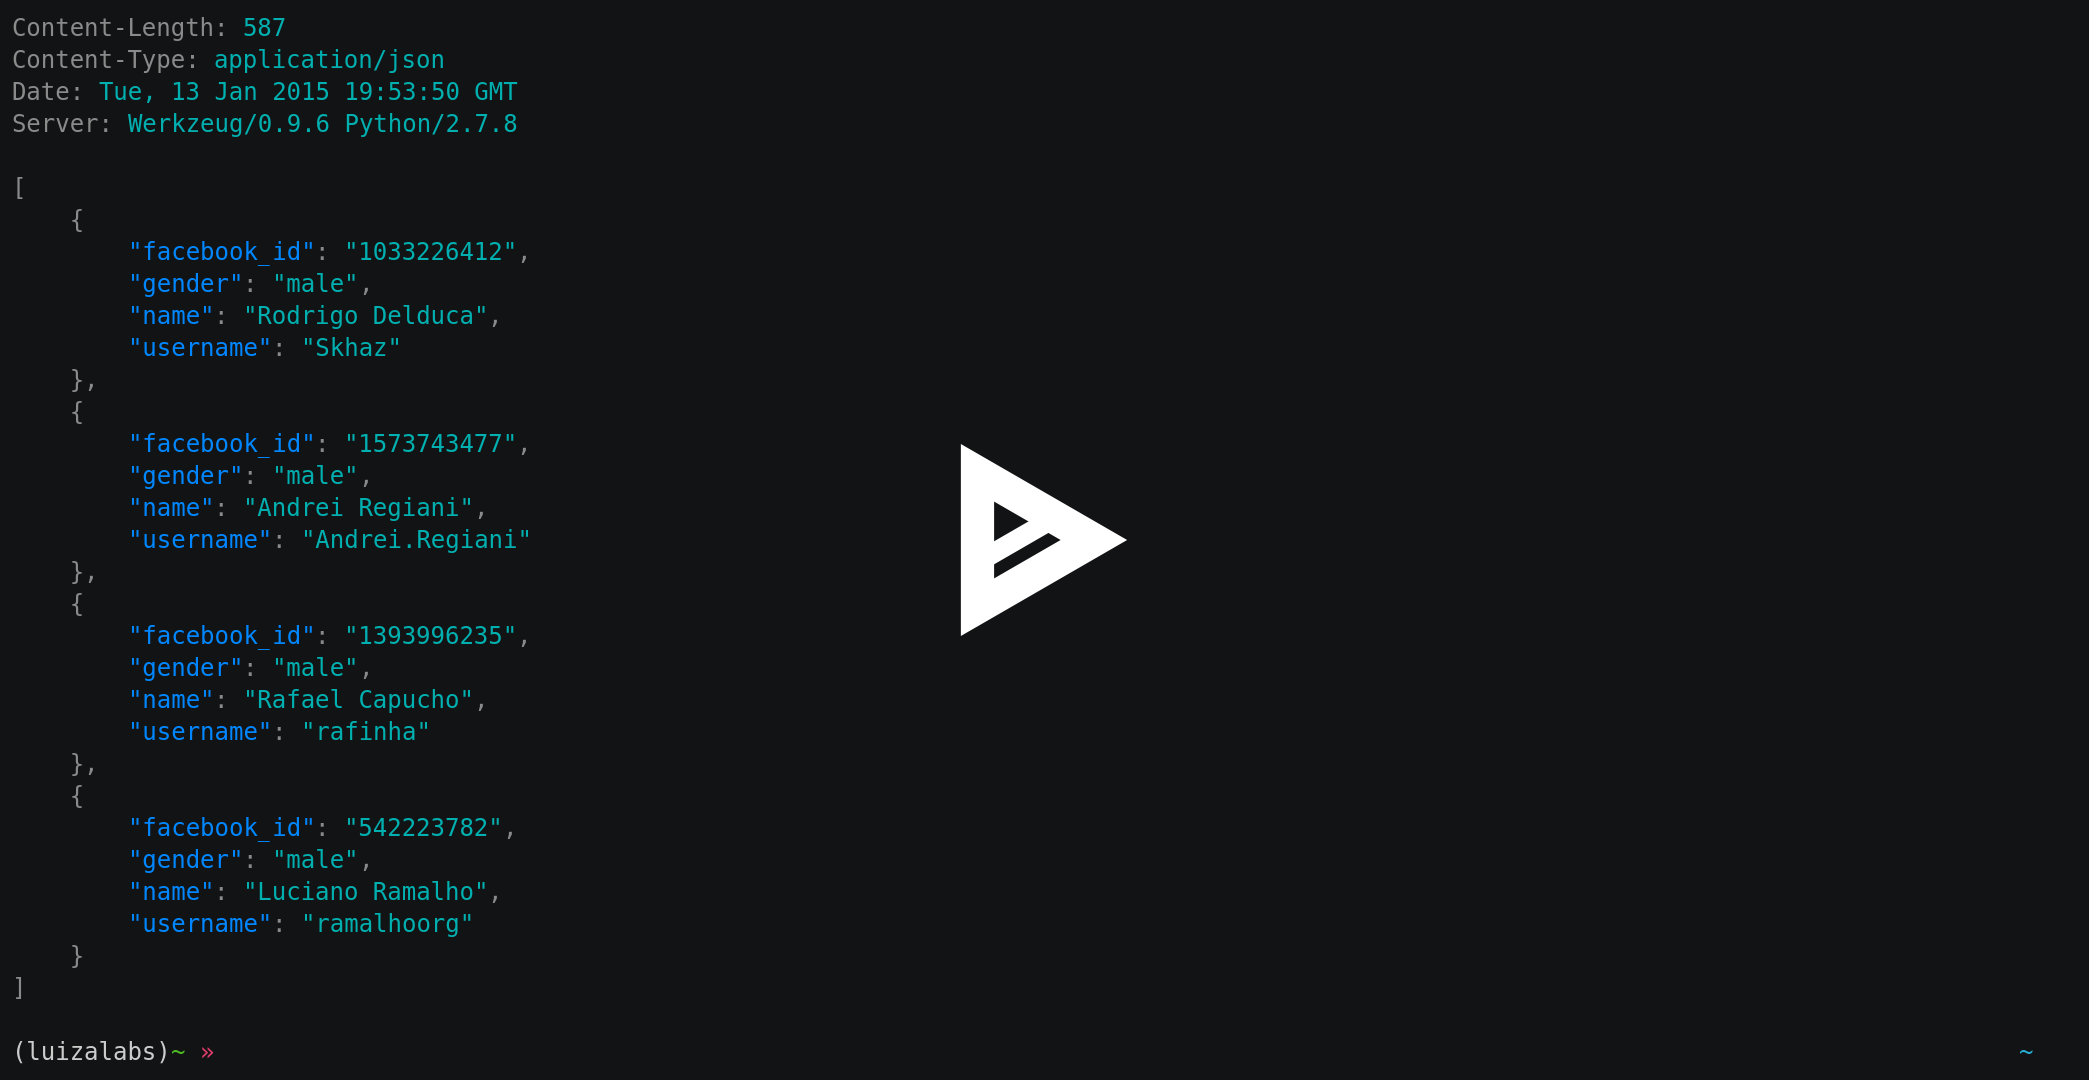 Content-Length: 587
Content-Type: application/json
Date: Tue, 13 Jan 2015 19:53:50 GMT
Server: Werkzeug/0.9.6 Python/2.7.8

[
    {
        "facebook_id": "1033226412",
        "gender": "male",
        "name": "Rodrigo Delduca",
        "username": "Skhaz"
    },
    {
        "facebook_id": "1573743477",
        "gender": "male",
        "name": "Andrei Regiani",
        "username": "Andrei.Regiani"
    },
    {
        "facebook_id": "1393996235",
        "gender": "male",
        "name": "Rafael Capucho",
        "username": "rafinha"
    },
    {
        "facebook_id": "542223782",
        "gender": "male",
        "name": "Luciano Ramalho",
        "username": "ramalhoorg"
    }
]

(luizalabs)~ » ~